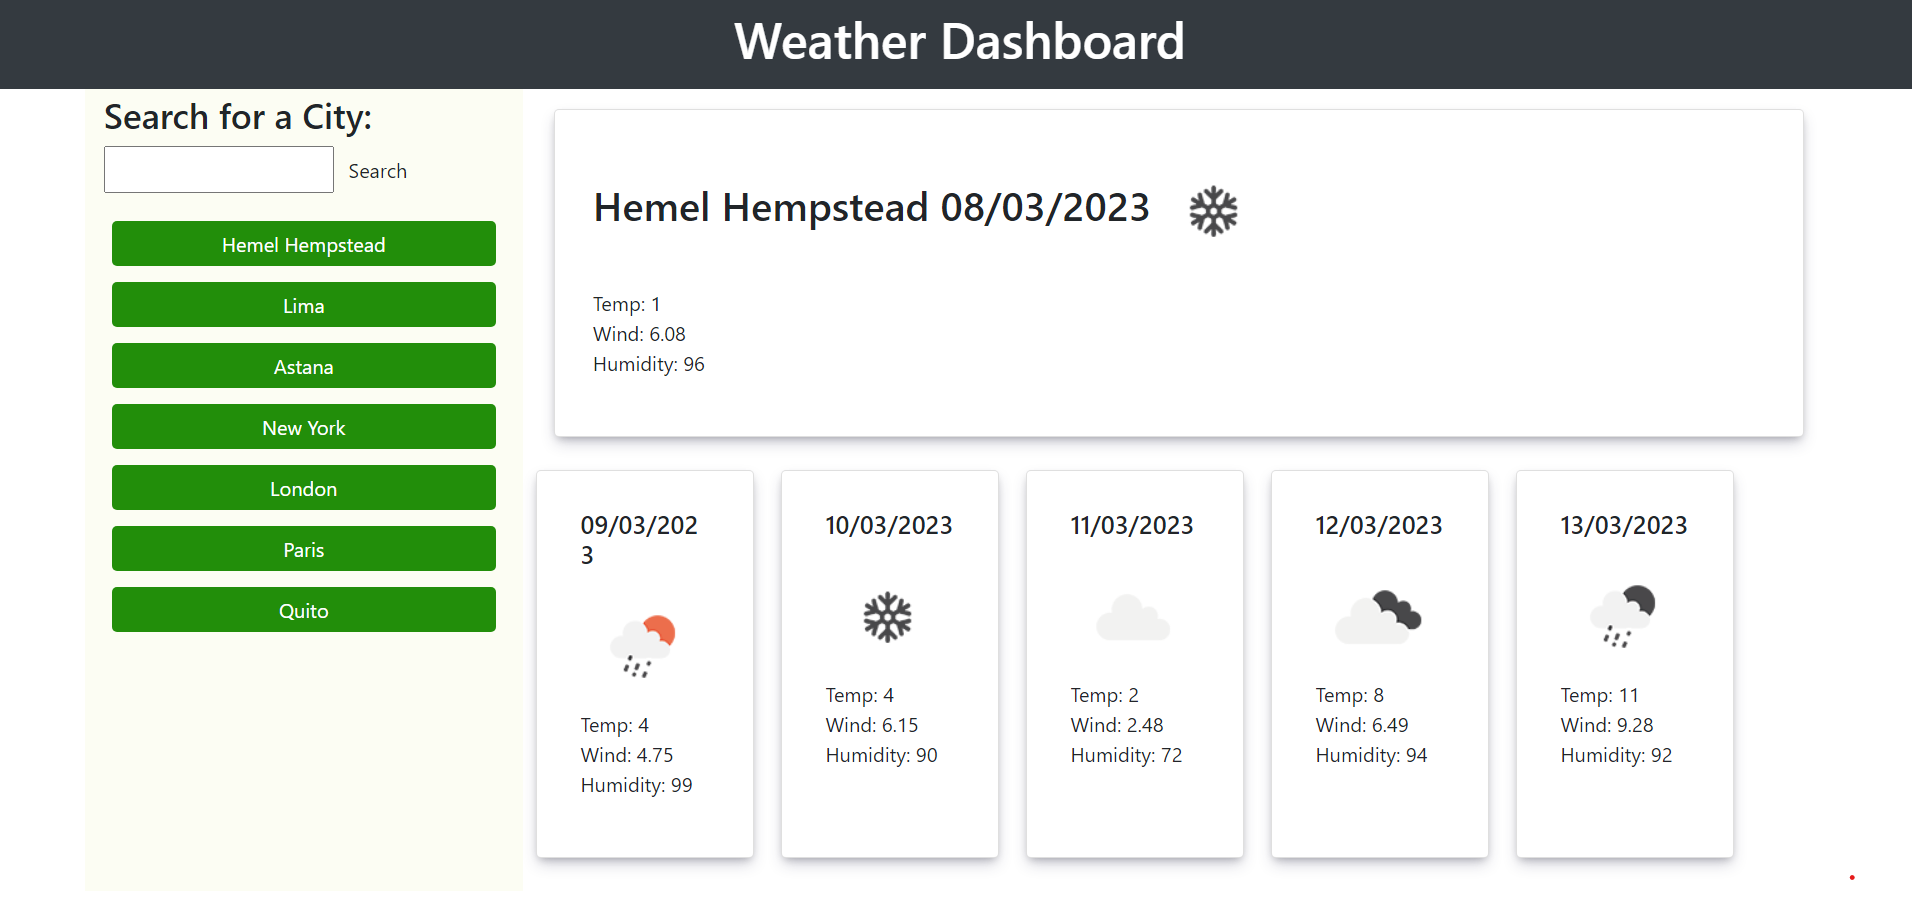 Weather Dashboard
Search for a City:
Search
Hemel Hempstead
Lima
Astana
New York
London
Paris
Quito
Hemel Hempstead 08/03/2023
Temp: 1
Wind: 6.08
Humidity: 96
09/03/202
3
Temp: 4
Wind: 4.75
Humidity: 99
10/03/2023
Temp: 4
Wind: 6.15
Humidity: 90
11/03/2023
Temp: 2
Wind: 2.48
Humidity: 72
12/03/2023
Temp: 8
Wind: 6.49
Humidity: 94
13/03/2023
Temp: 11
Wind: 9.28
Humidity: 92